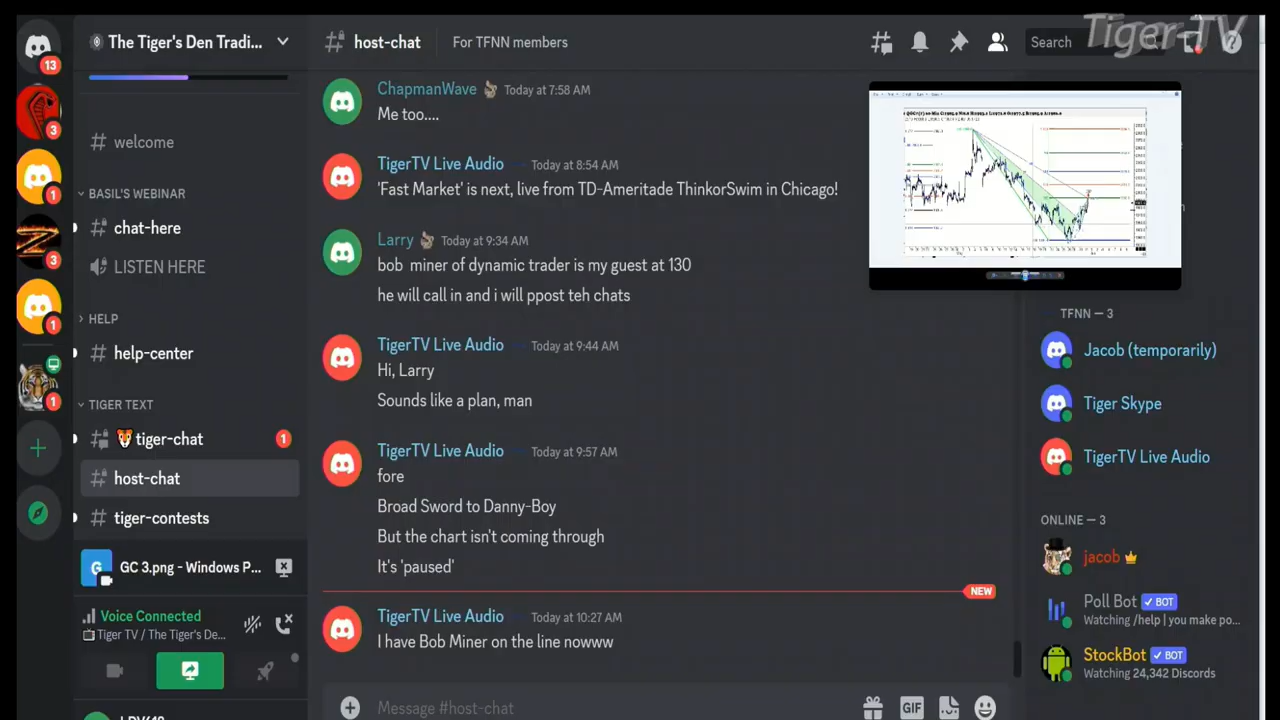 The Tiger's Den Tradi...
host-chat
For TFNN members
Search
Tiger-TV
13
3
1
3
1
1
welcome
BASIL'S WEBINAR
chat-here
LISTEN HERE
HELP
help-center
TIGER TEXT
tiger-chat
1
host-chat
tiger-contests
GC 3.png - Windows P...
Voice Connected
Tiger TV / The Tiger's De...
ChapmanWave Today at 7:58 AM
Me too....
TigerTV Live Audio Today at 8:54 AM
'Fast Market' is next, live from TD-Ameritade ThinkorSwim in Chicago!
Larry Today at 9:34 AM
bob miner of dynamic trader is my guest at 130
he will call in and i will ppost teh chats
TigerTV Live Audio Today at 9:44 AM
Hi, Larry
Sounds like a plan, man
TigerTV Live Audio Today at 9:57 AM
fore
Broad Sword to Danny-Boy
But the chart isn't coming through
It's 'paused'
NEW
TigerTV Live Audio Today at 10:27 AM
I have Bob Miner on the line nowww
Message #host-chat
GIF
TFNN — 3
Jacob (temporarily)
Tiger Skype
TigerTV Live Audio
ONLINE — 3
jacob
Poll Bot ✓ BOT
Watching /help | you make po...
StockBot ✓ BOT
Watching 24,342 Discords